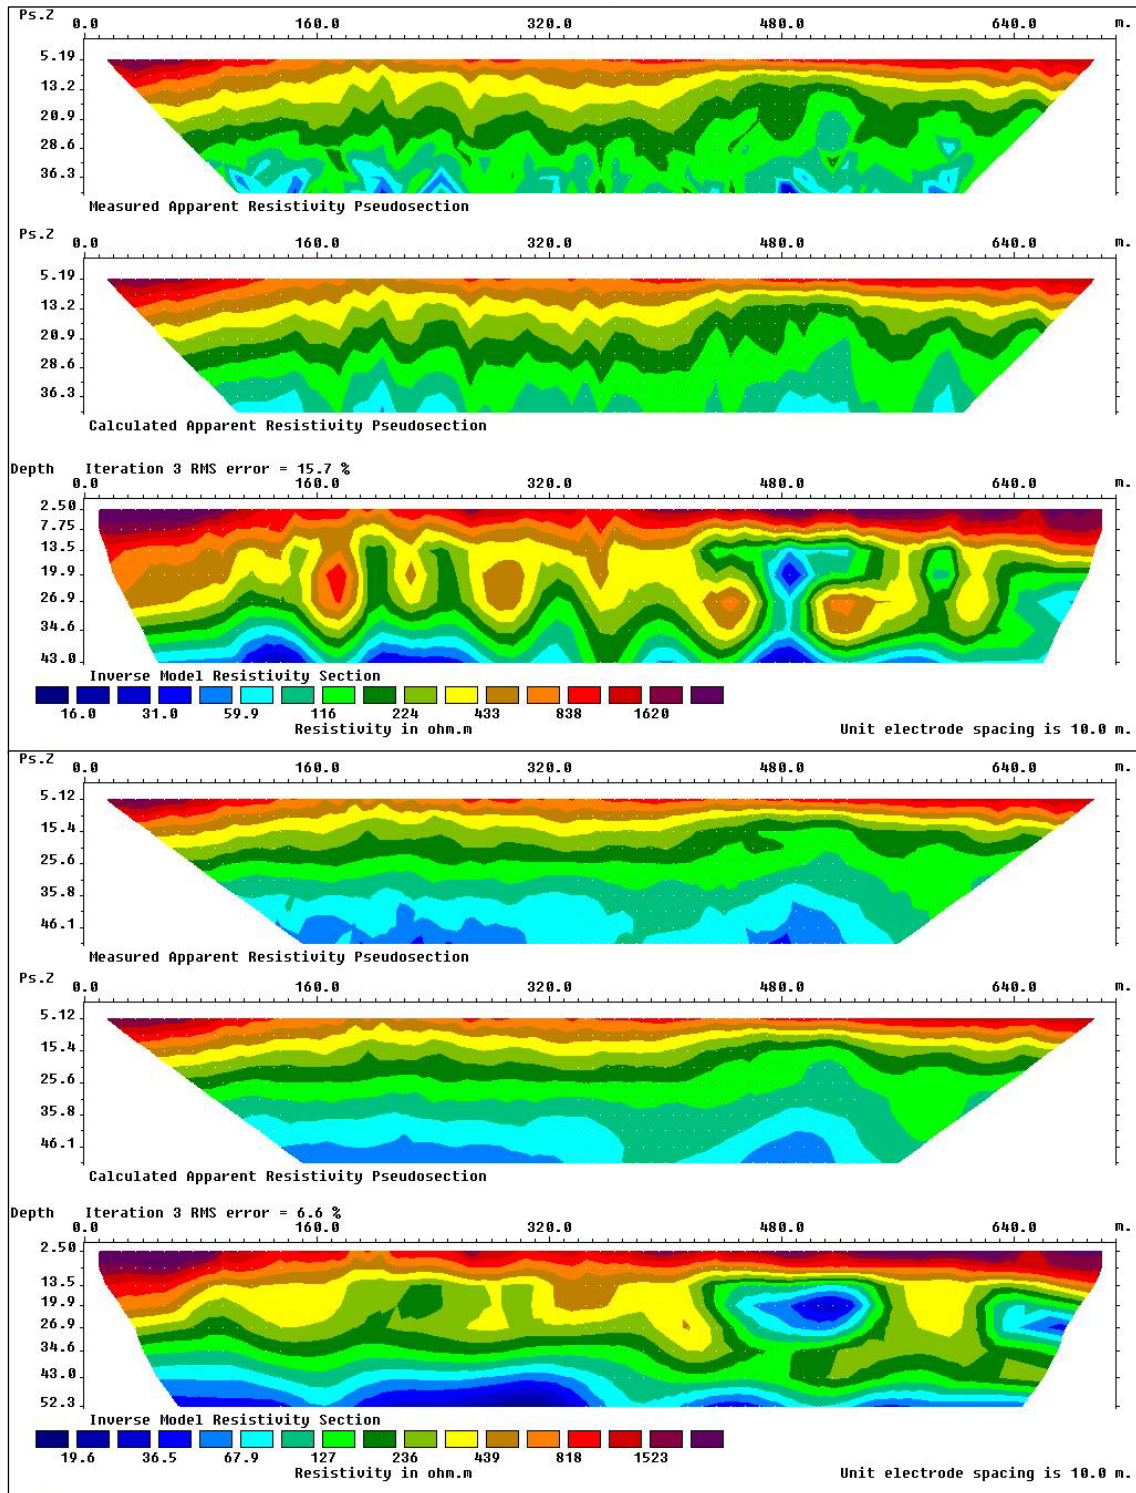 Ps.Z 0.0 160.0 320.0 480.0 640.0 m.
5.19
13.2
20.9
28.6
36.3
Measured Apparent Resistivity Pseudosection
Ps.Z 0.0 160.0 320.0 480.0 640.0 m.
5.19
13.2
20.9
28.6
36.3
Calculated Apparent Resistivity Pseudosection
Depth Iteration 3 RMS error = 15.7 %
0.0 160.0 320.0 480.0 640.0 m.
2.50
7.75
13.5
19.9
26.9
34.6
43.0
Inverse Model Resistivity Section
16.0 31.0 59.9 116 224 433 838 1620
Resistivity in ohm.m Unit electrode spacing is 10.0 m.
Ps.Z 0.0 160.0 320.0 480.0 640.0 m.
5.12
15.4
25.6
35.8
46.1
Measured Apparent Resistivity Pseudosection
Ps.Z 0.0 160.0 320.0 480.0 640.0 m.
5.12
15.4
25.6
35.8
46.1
Calculated Apparent Resistivity Pseudosection
Depth Iteration 3 RMS error = 6.6 %
0.0 160.0 320.0 480.0 640.0 m.
2.50
13.5
19.9
26.9
34.6
43.0
52.3
Inverse Model Resistivity Section
19.6 36.5 67.9 127 236 439 818 1523
Resistivity in ohm.m Unit electrode spacing is 10.0 m.